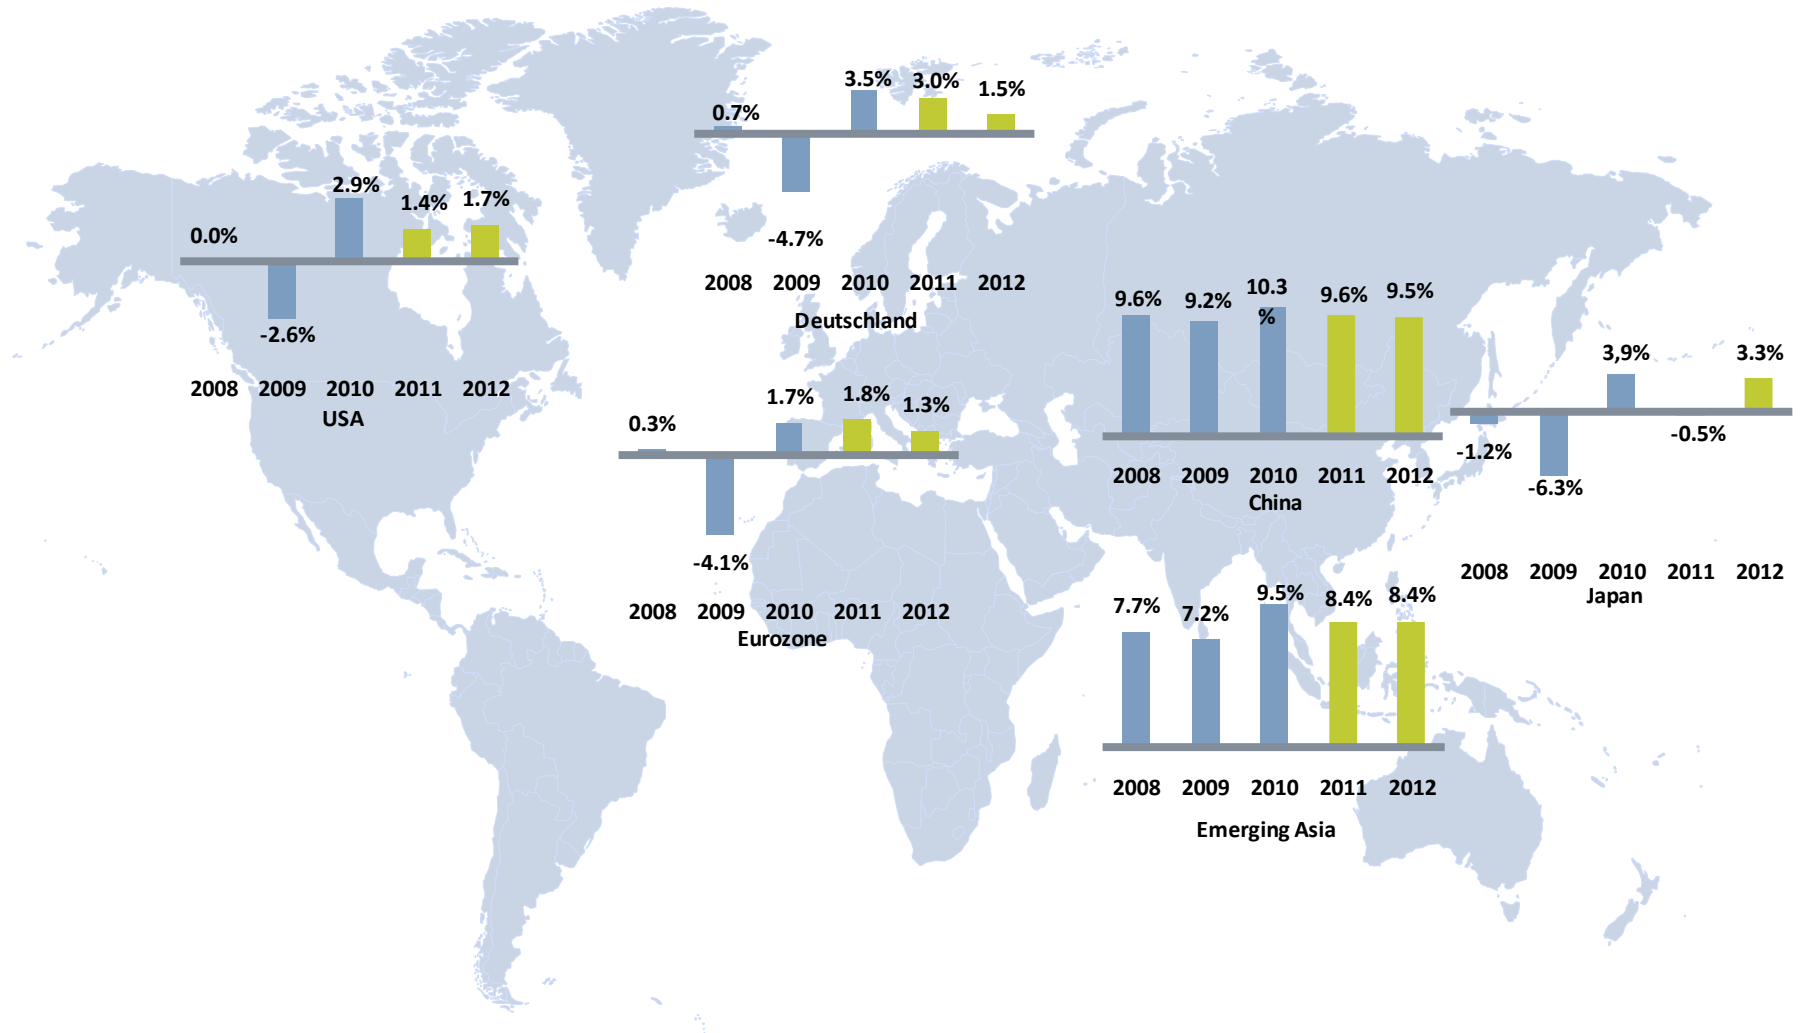 3.5%
3.0%
1.5%
0.7%
-4.7%
2008 2009 2010 2011 2012
Deutschland
2.9%
1.4%
1.7%
0.0%
-2.6%
2008 2009 2010 2011 2012
USA
1.7%
1.8%
1.3%
0.3%
-4.1%
2008 2009 2010 2011 2012
Eurozone
9.6%
9.2%
10.3
%
9.6%
9.5%
2008 2009 2010 2011 2012
China
3,9%
3.3%
-0.5%
-1.2%
-6.3%
2008 2009 2010 2011 2012
Japan
7.7%
7.2%
9.5%
8.4%
8.4%
2008 2009 2010 2011 2012
Emerging Asia